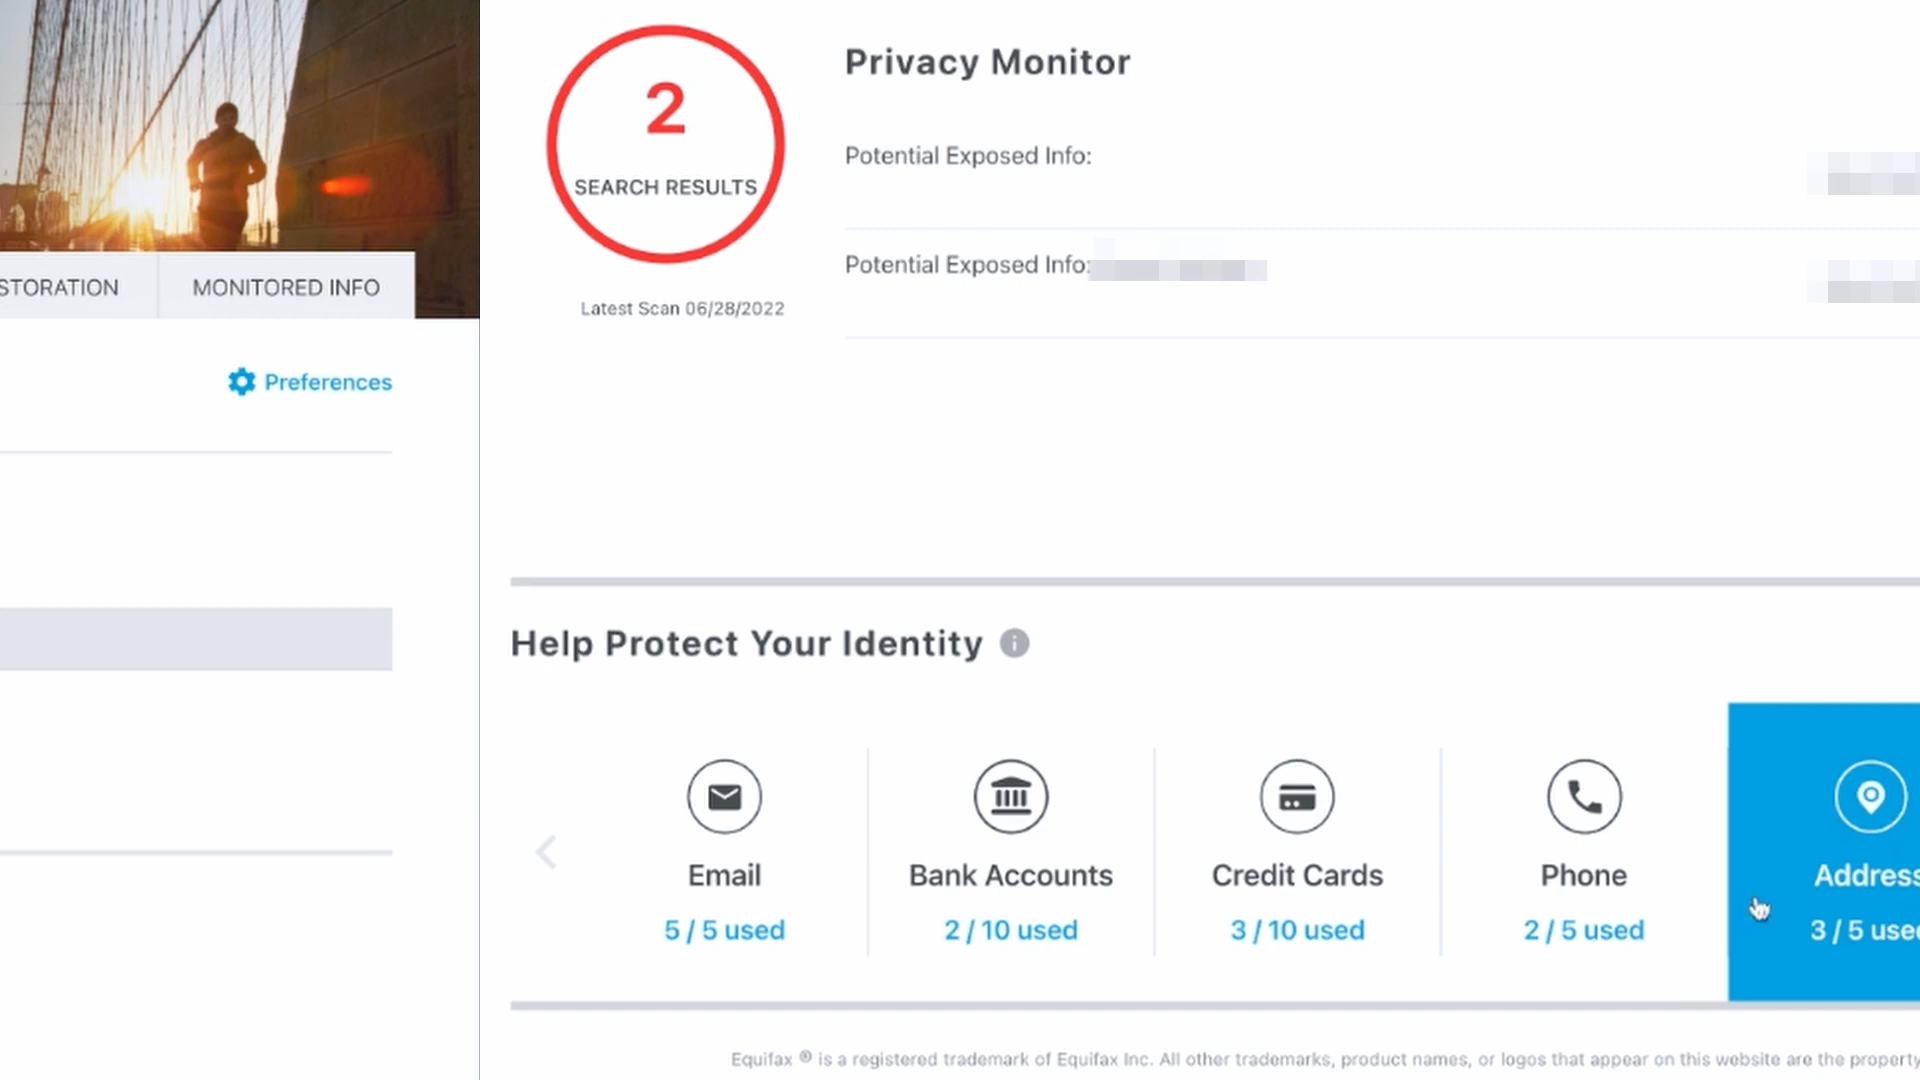 STORATION
MONITORED INFO
Preferences
2
SEARCH RESULTS
Latest Scan 06/28/2022
Privacy Monitor
Potential Exposed Info:
Potential Exposed Info:
Help Protect Your Identity
Email
5 / 5 used
Bank Accounts
2 / 10 used
Credit Cards
3 / 10 used
Phone
2 / 5 used
Address
3 / 5 used
Equifax ® is a registered trademark of Equifax Inc. All other trademarks, product names, or logos that appear on this website are the property